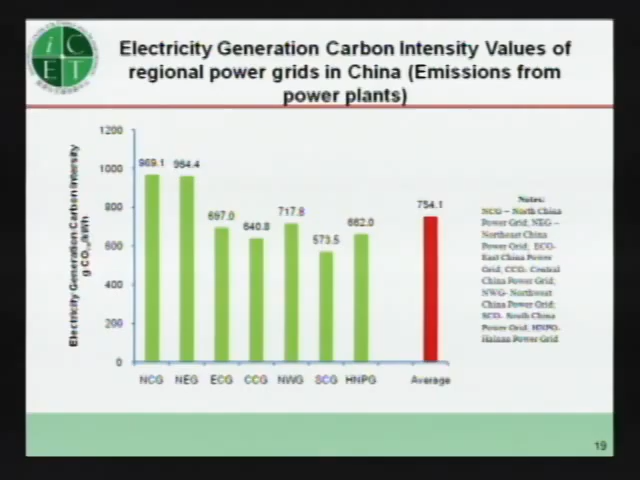 iC
ET
Electricity Generation Carbon Intensity Values of
regional power grids in China (Emissions from
power plants)
Electricity Generation Carbon Intensity
g CO₂ₑ/kWh
1200
1000
800
600
400
200
0
969.1
964.4
697.0
640.8
717.8
573.5
662.0
754.1
NCG NEG ECG CCG NWG SCG HNPG Average
Notes:
NCG – North China
Power Grid; NEG –
Northeast China
Power Grid; ECG-
East China Power
Grid; CCG- Central
China Power Grid;
NWG- Northwest
China Power Grid;
SCG- South China
Power Grid; HNPG-
Hainan Power Grid
19